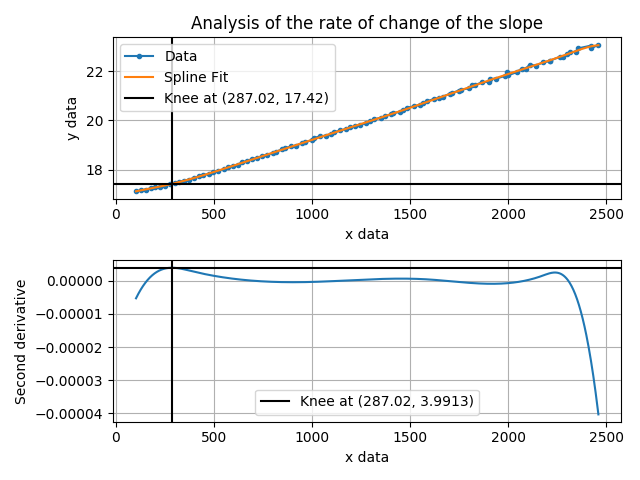 Analysis of the rate of change of the slope
Data
Spline Fit
Knee at (287.02, 17.42)
22
20
18
y data
0 500 1000 1500 2000 2500
x data
0.00000
−0.00001
−0.00002
−0.00003
−0.00004
Second derivative
Knee at (287.02, 3.9913)
0 500 1000 1500 2000 2500
x data